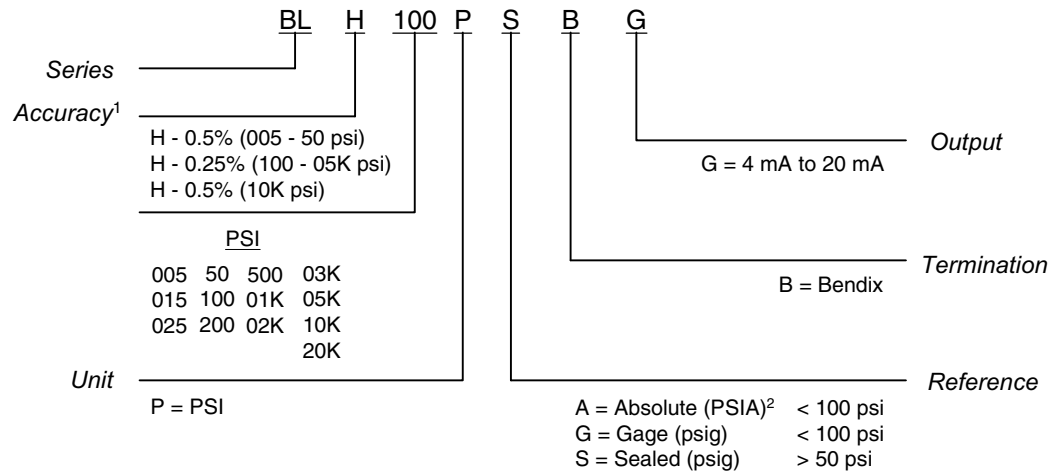 BL H 100 P S B G
Series
Accuracy1
H - 0.5% (005 - 50 psi)
H - 0.25% (100 - 05K psi)
H - 0.5% (10K psi)
PSI
005 50 500 03K
015 100 01K 05K
025 200 02K 10K
20K
Unit
P = PSI
Output
G = 4 mA to 20 mA
Termination
B = Bendix
Reference
A = Absolute (PSIA)2 < 100 psi
G = Gage (psig) < 100 psi
S = Sealed (psig) > 50 psi